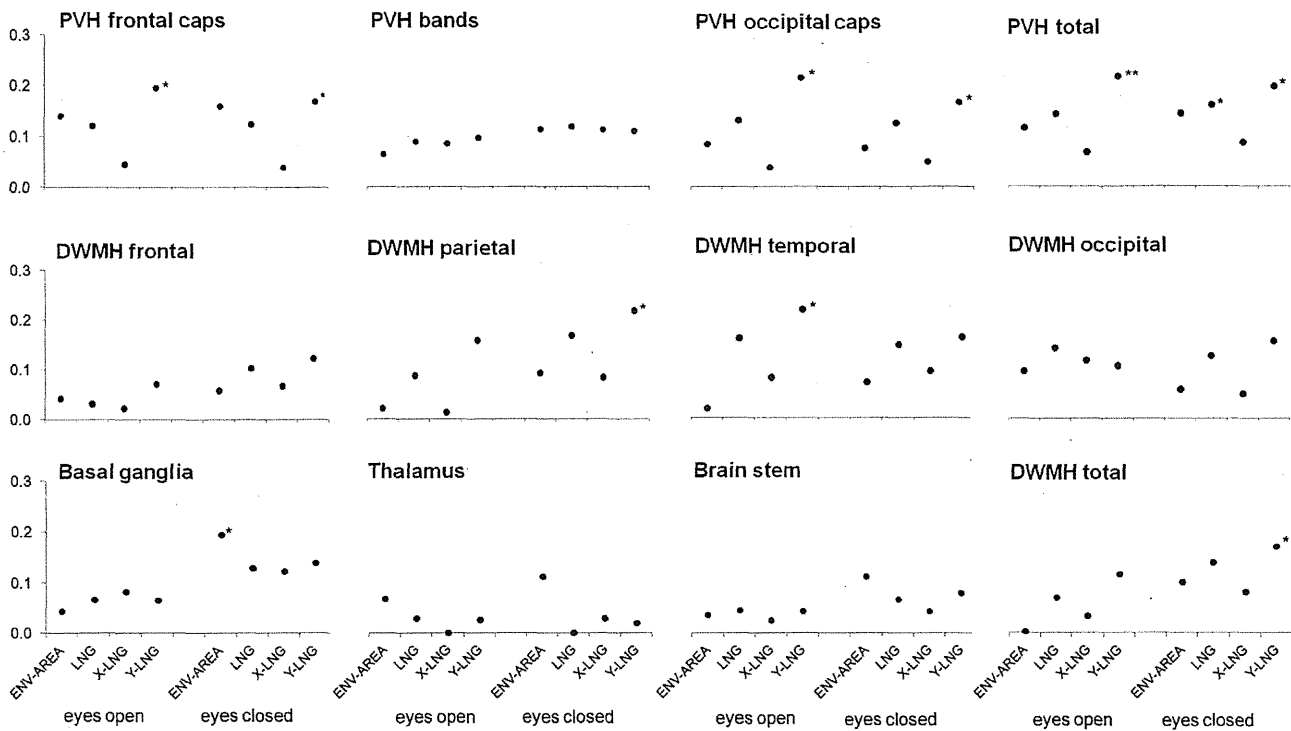 PVH frontal caps PVH bands PVH occipital caps PVH total
0.3
* * * * ** * *
0.2
0.1
0.0
DWMH frontal DWMH parietal DWMH temporal DWMH occipital
0.3
* *
0.2
0.1
0.0
Basal ganglia Thalamus Brain stem DWMH total
0.3
* *
0.2
0.1
0.0
ENV-AREA LNG X-LNG Y-LNG ENV-AREA LNG X-LNG Y-LNG ENV-AREA LNG X-LNG Y-LNG ENV-AREA LNG X-LNG Y-LNG ENV-AREA LNG X-LNG Y-LNG ENV-AREA LNG X-LNG Y-LNG ENV-AREA LNG X-LNG Y-LNG ENV-AREA LNG X-LNG Y-LNG
eyes open eyes closed eyes open eyes closed eyes open eyes closed eyes open eyes closed